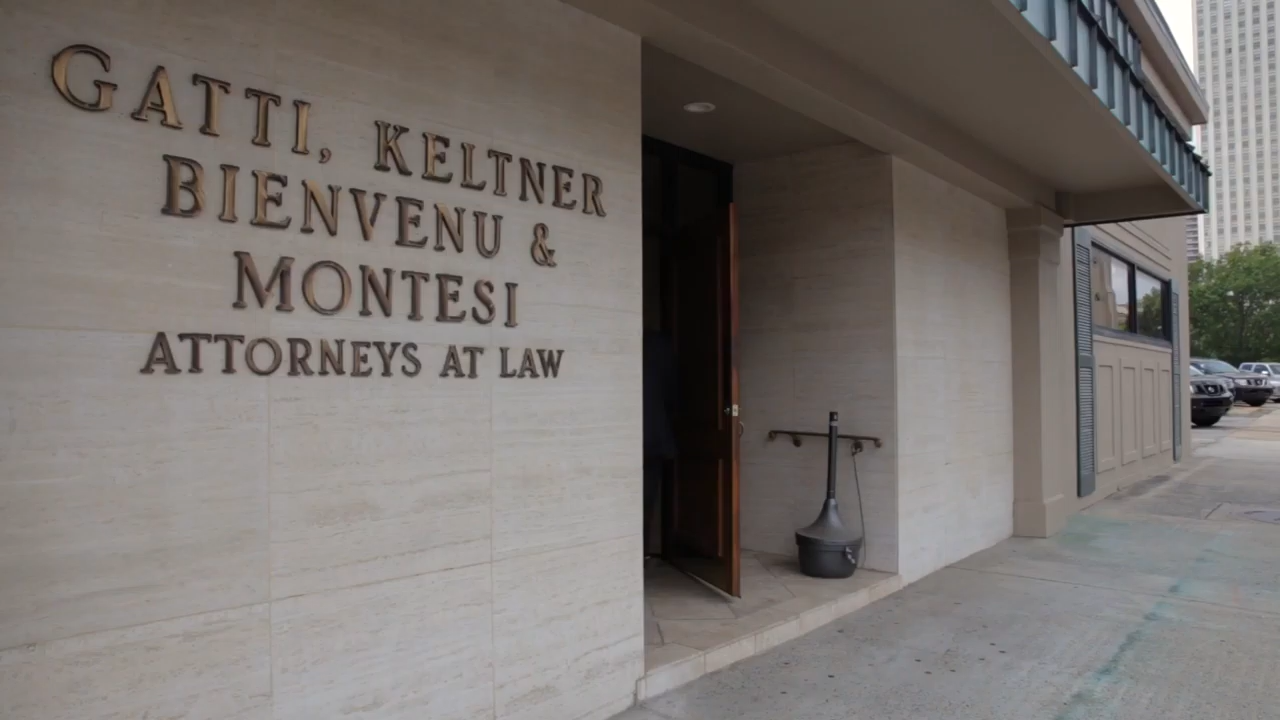 GATTI, KELTNER
BIENVENU &
MONTESI
ATTORNEYS AT LAW